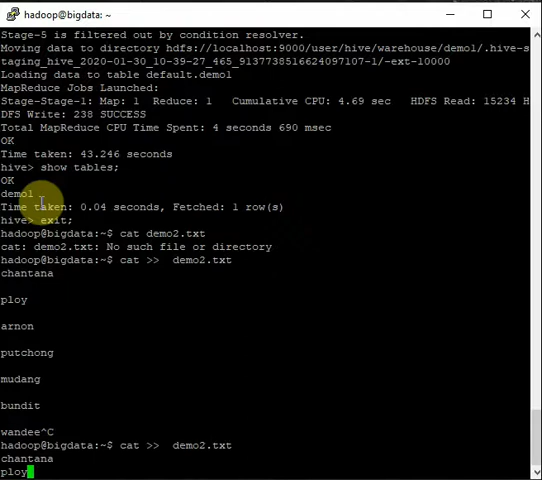 hadoop@bigdata: ~
Stage-5 is filtered out by condition resolver.
Moving data to directory hdfs://localhost:9000/user/hive/warehouse/demo1/.hive-s
taging_hive_2020-01-30_10-39-27_465_9137738516624097107-1/-ext-10000
Loading data to table default.demo1
MapReduce Jobs Launched:
Stage-Stage-1: Map: 1  Reduce: 1   Cumulative CPU: 4.69 sec   HDFS Read: 15234 H
DFS Write: 238 SUCCESS
Total MapReduce CPU Time Spent: 4 seconds 690 msec
OK
Time taken: 43.246 seconds
hive> show tables;
OK
demo1
Time taken: 0.04 seconds, Fetched: 1 row(s)
hive> exit;
hadoop@bigdata:~$ cat demo2.txt
cat: demo2.txt: No such file or directory
hadoop@bigdata:~$ cat >>  demo2.txt
chantana
ploy
arnon
putchong
mudang
bundit
wandee^C
hadoop@bigdata:~$ cat >>  demo2.txt
chantana
ploy